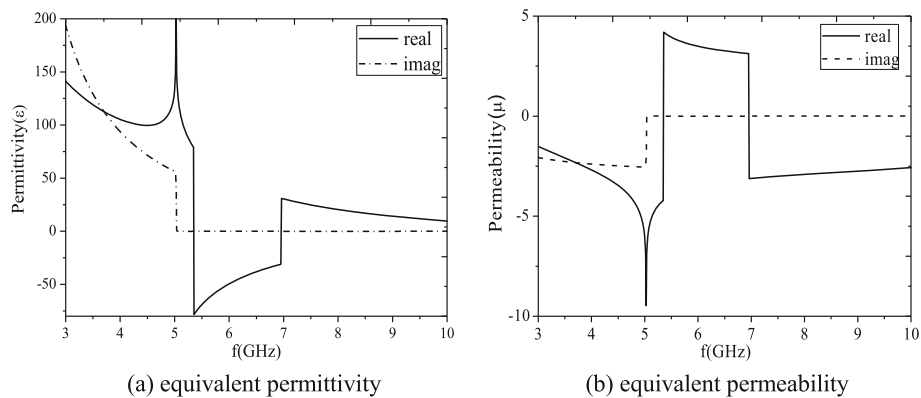 200
150
100
50
0
-50
Permittivity(ε)
real
imag
3 4 5 6 7 8 9 10
f(GHz)
(a) equivalent permittivity
5
0
-5
-10
Permeability(μ)
real
imag
3 4 5 6 7 8 9 10
f(GHz)
(b) equivalent permeability